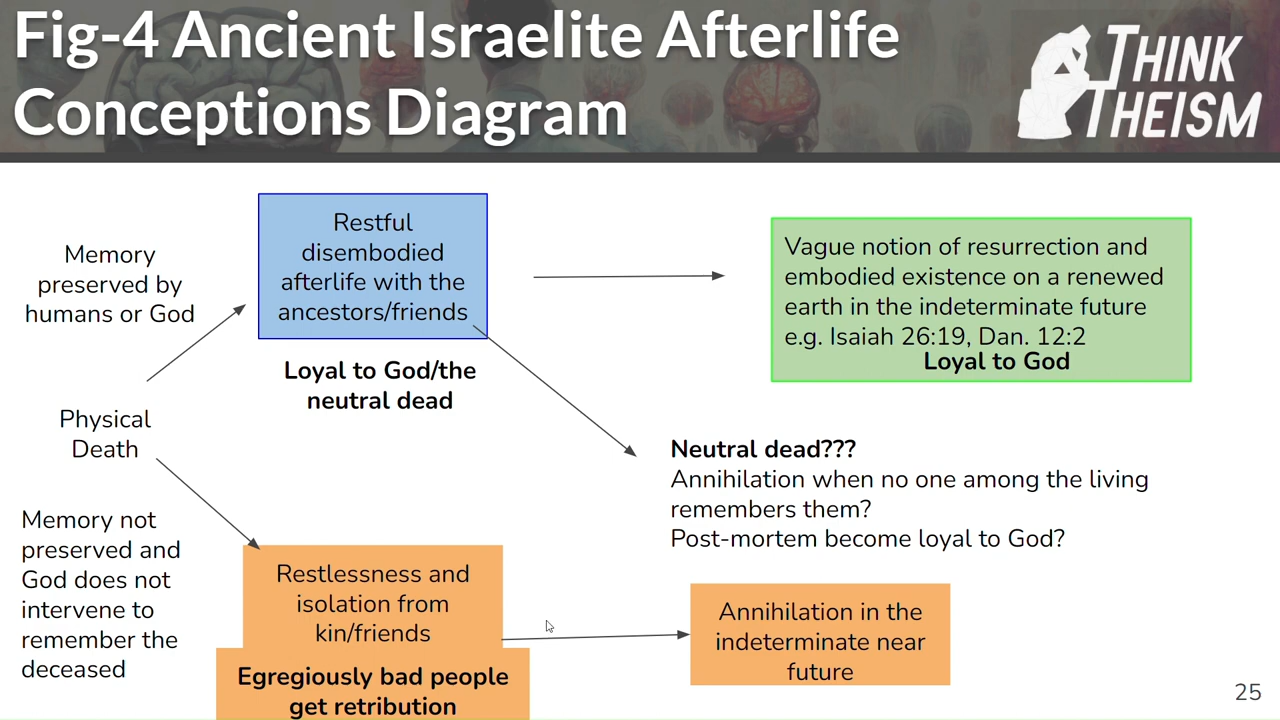 Fig-4 Ancient Israelite Afterlife
Conceptions Diagram
THINK
THEISM
Memory
preserved by
humans or God
Restful
disembodied
afterlife with the
ancestors/friends
Loyal to God/the
neutral dead
Vague notion of resurrection and
embodied existence on a renewed
earth in the indeterminate future
e.g. Isaiah 26:19, Dan. 12:2
Loyal to God
Physical
Death
Neutral dead???
Annihilation when no one among the living
remembers them?
Post-mortem become loyal to God?
Memory not
preserved and
God does not
intervene to
remember the
deceased
Restlessness and
isolation from
kin/friends
Egregiously bad people
get retribution
Annihilation in the
indeterminate near
future
25